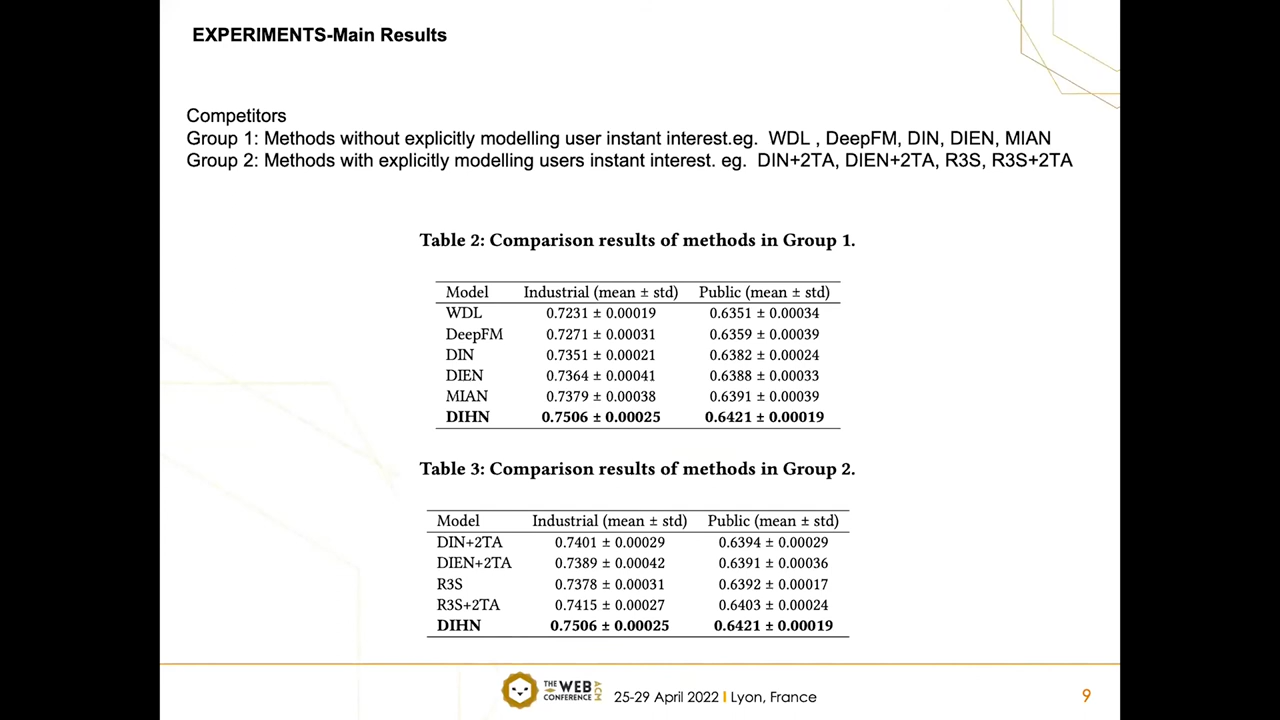 EXPERIMENTS-Main Results
Competitors
Group 1: Methods without explicitly modelling user instant interest.eg. WDL , DeepFM, DIN, DIEN, MIAN
Group 2: Methods with explicitly modelling users instant interest. eg. DIN+2TA, DIEN+2TA, R3S, R3S+2TA
Table 2: Comparison results of methods in Group 1.
Model Industrial (mean ± std) Public (mean ± std)
WDL 0.7231 ± 0.00019 0.6351 ± 0.00034
DeepFM 0.7271 ± 0.00031 0.6359 ± 0.00039
DIN 0.7351 ± 0.00021 0.6382 ± 0.00024
DIEN 0.7364 ± 0.00041 0.6388 ± 0.00033
MIAN 0.7379 ± 0.00038 0.6391 ± 0.00039
DIHN 0.7506 ± 0.00025 0.6421 ± 0.00019
Table 3: Comparison results of methods in Group 2.
Model Industrial (mean ± std) Public (mean ± std)
DIN+2TA 0.7401 ± 0.00029 0.6394 ± 0.00029
DIEN+2TA 0.7389 ± 0.00042 0.6391 ± 0.00036
R3S 0.7378 ± 0.00031 0.6392 ± 0.00017
R3S+2TA 0.7415 ± 0.00027 0.6403 ± 0.00024
DIHN 0.7506 ± 0.00025 0.6421 ± 0.00019
THE WEB CONFERENCE ACM
25-29 April 2022 | Lyon, France
9